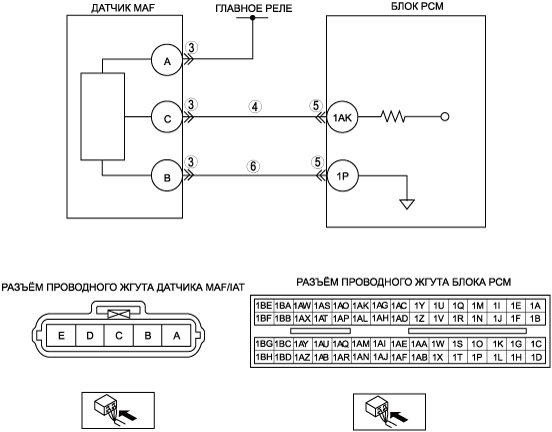 ДАТЧИК MAF
ГЛАВНОЕ РЕЛЕ
БЛОК PCM
A
3
C
3
4
5
1AK
B
3
6
5
1P
РАЗЪЁМ ПРОВОДНОГО ЖГУТА ДАТЧИКА MAF/IAT
E D C B A
РАЗЪЁМ ПРОВОДНОГО ЖГУТА БЛОКА PCM
1BE 1BA 1AW 1AS 1AO 1AK 1AG 1AC 1Y 1U 1Q 1M 1I 1E 1A
1BF 1BB 1AX 1AT 1AP 1AL 1AH 1AD 1Z 1V 1R 1N 1J 1F 1B
1BG 1BC 1AY 1AU 1AQ 1AM 1AI 1AE 1AA 1W 1S 1O 1K 1G 1C
1BH 1BD 1AZ 1AB 1AR 1AN 1AJ 1AF 1AB 1X 1T 1P 1L 1H 1D